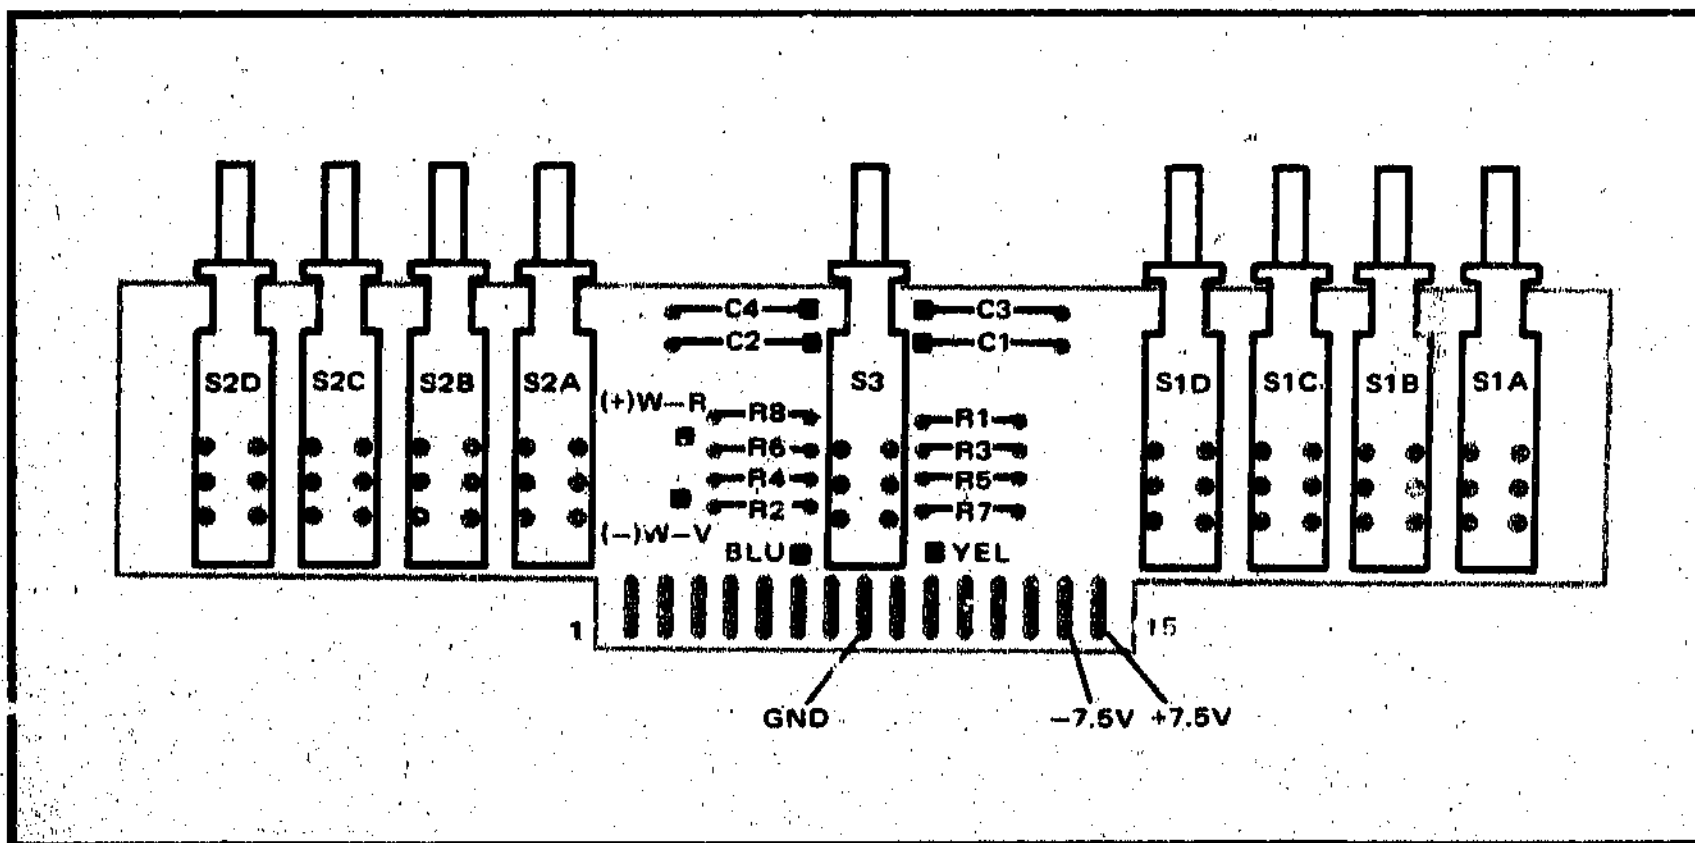 C4 C3
C2 C1
S2D S2C S2B S2A S3 S1D S1C S1B S1A
(+)W–R R8 R1
R6 R3
R4 R5
R2 R7
(–)W–V
BLU YEL
1 15
GND –7.5V +7.5V